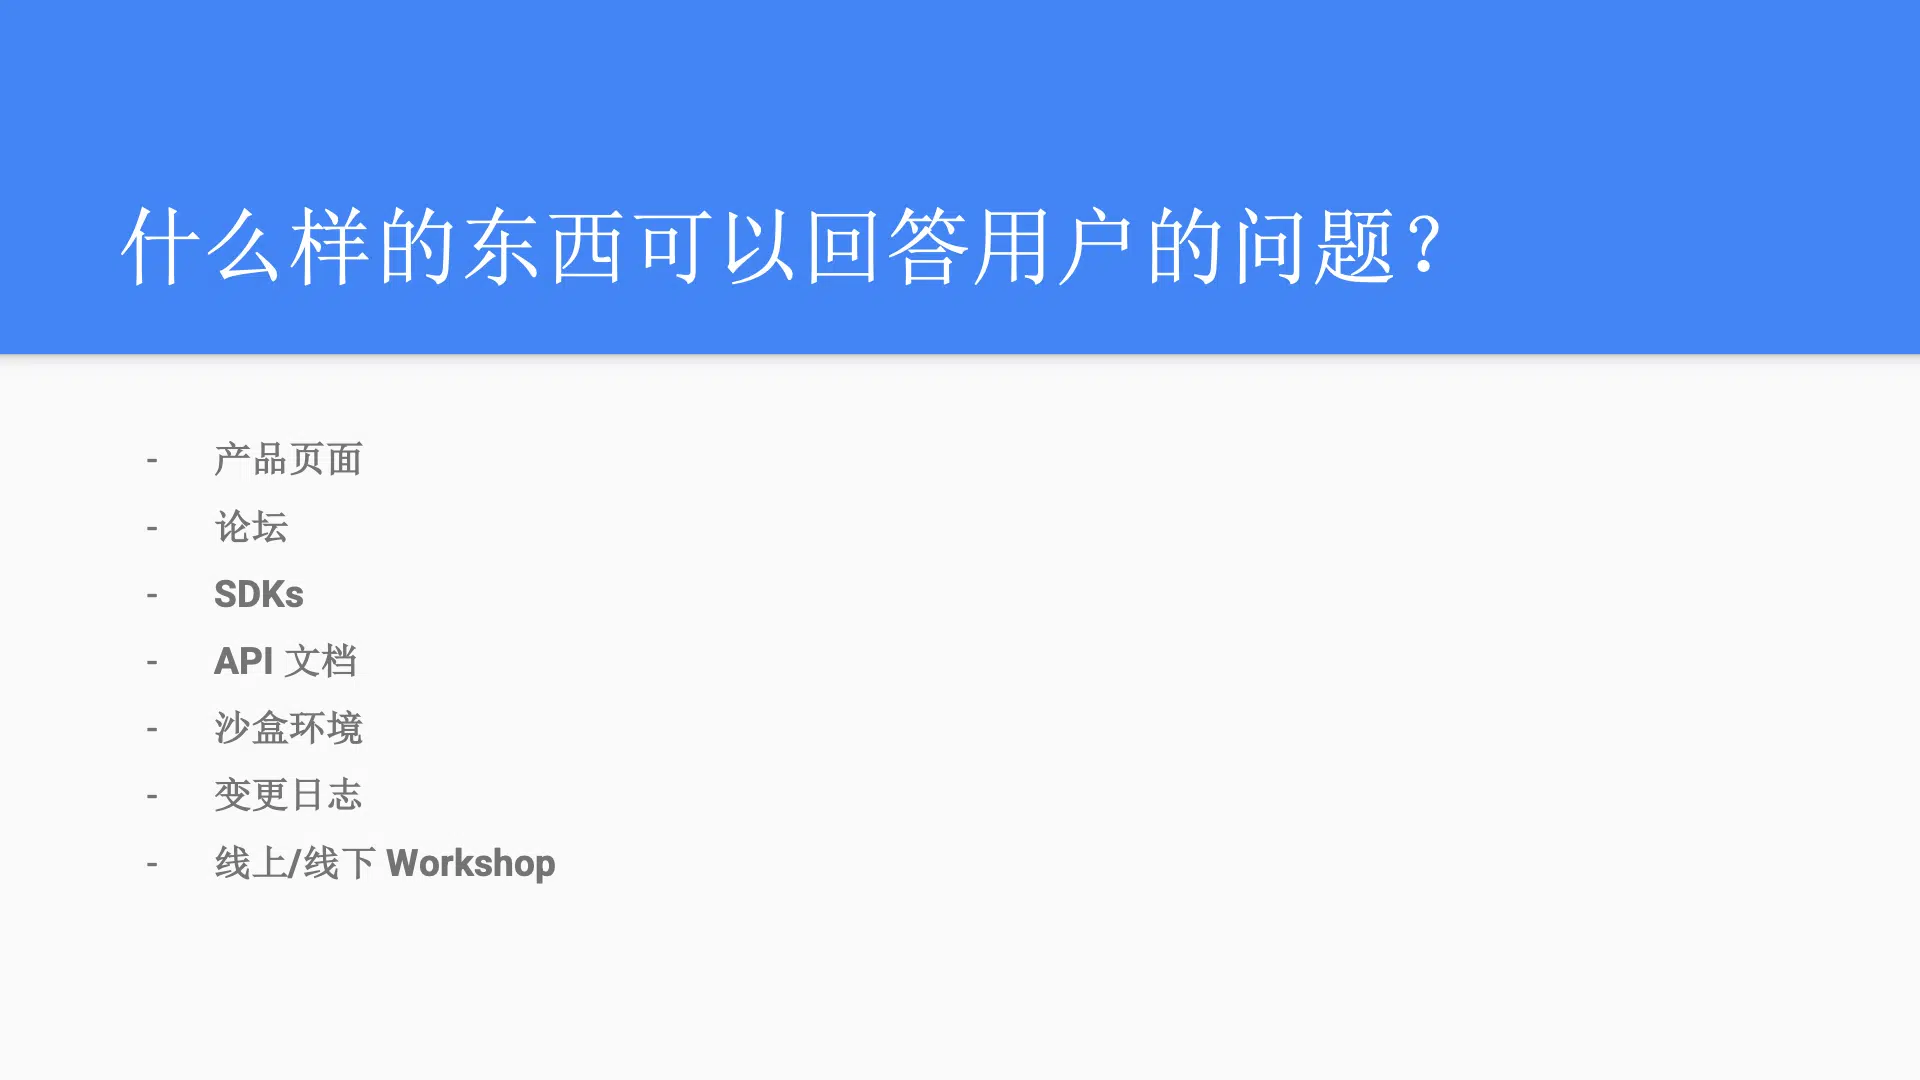 什么样的东西可以回答用户的问题？
- 产品页面
- 论坛
- SDKs
- API 文档
- 沙盒环境
- 变更日志
- 线上/线下 Workshop